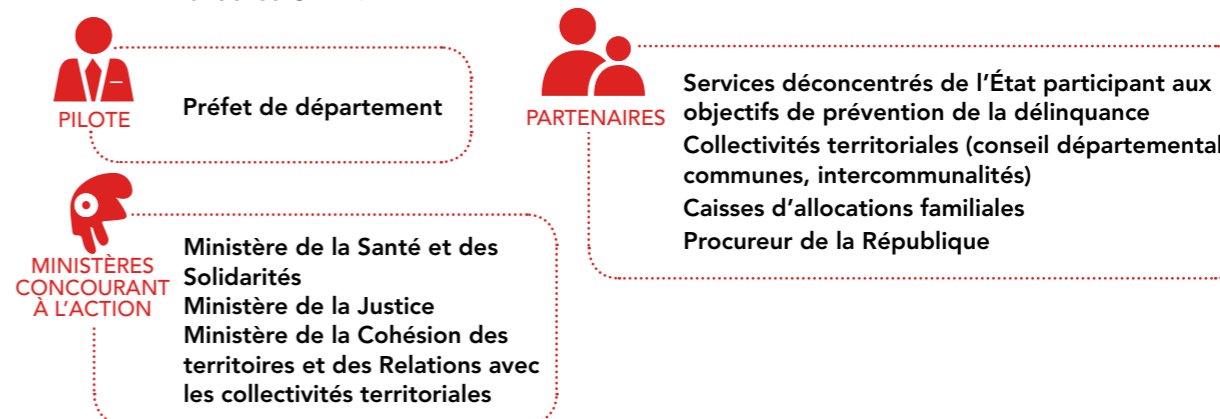 PILOTE
Préfet de département
MINISTÈRES
CONCOURANT
À L'ACTION
Ministère de la Santé et des
Solidarités
Ministère de la Justice
Ministère de la Cohésion des
territoires et des Relations avec
les collectivités territoriales
PARTENAIRES
Services déconcentrés de l'État participant aux
objectifs de prévention de la délinquance
Collectivités territoriales (conseil départemental
communes, intercommunalités)
Caisses d'allocations familiales
Procureur de la République